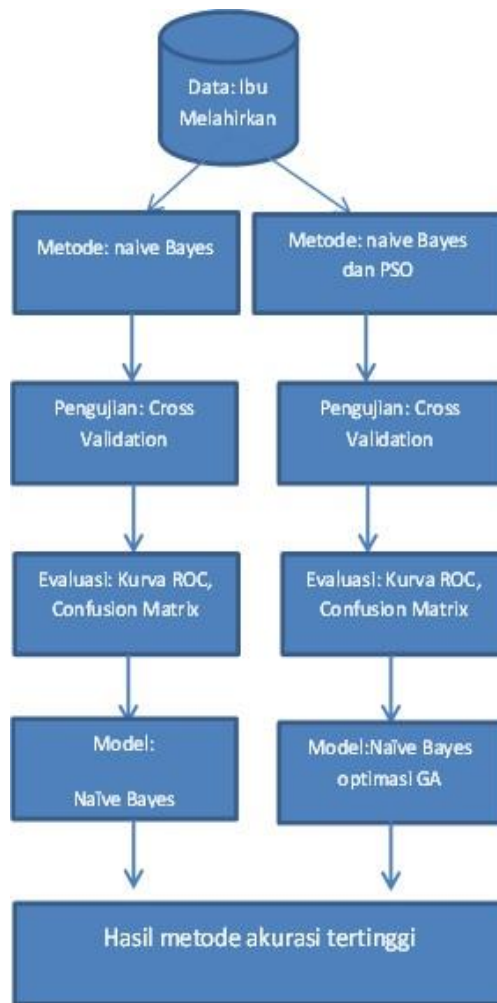 Data: Ibu
Melahirkan
Metode: naive Bayes
Metode: naive Bayes
dan PSO
Pengujian: Cross
Validation
Pengujian: Cross
Validation
Evaluasi: Kurva ROC,
Confusion Matrix
Evaluasi: Kurva ROC,
Confusion Matrix
Model:
Naïve Bayes
Model:Naïve Bayes
optimasi GA
Hasil metode akurasi tertinggi